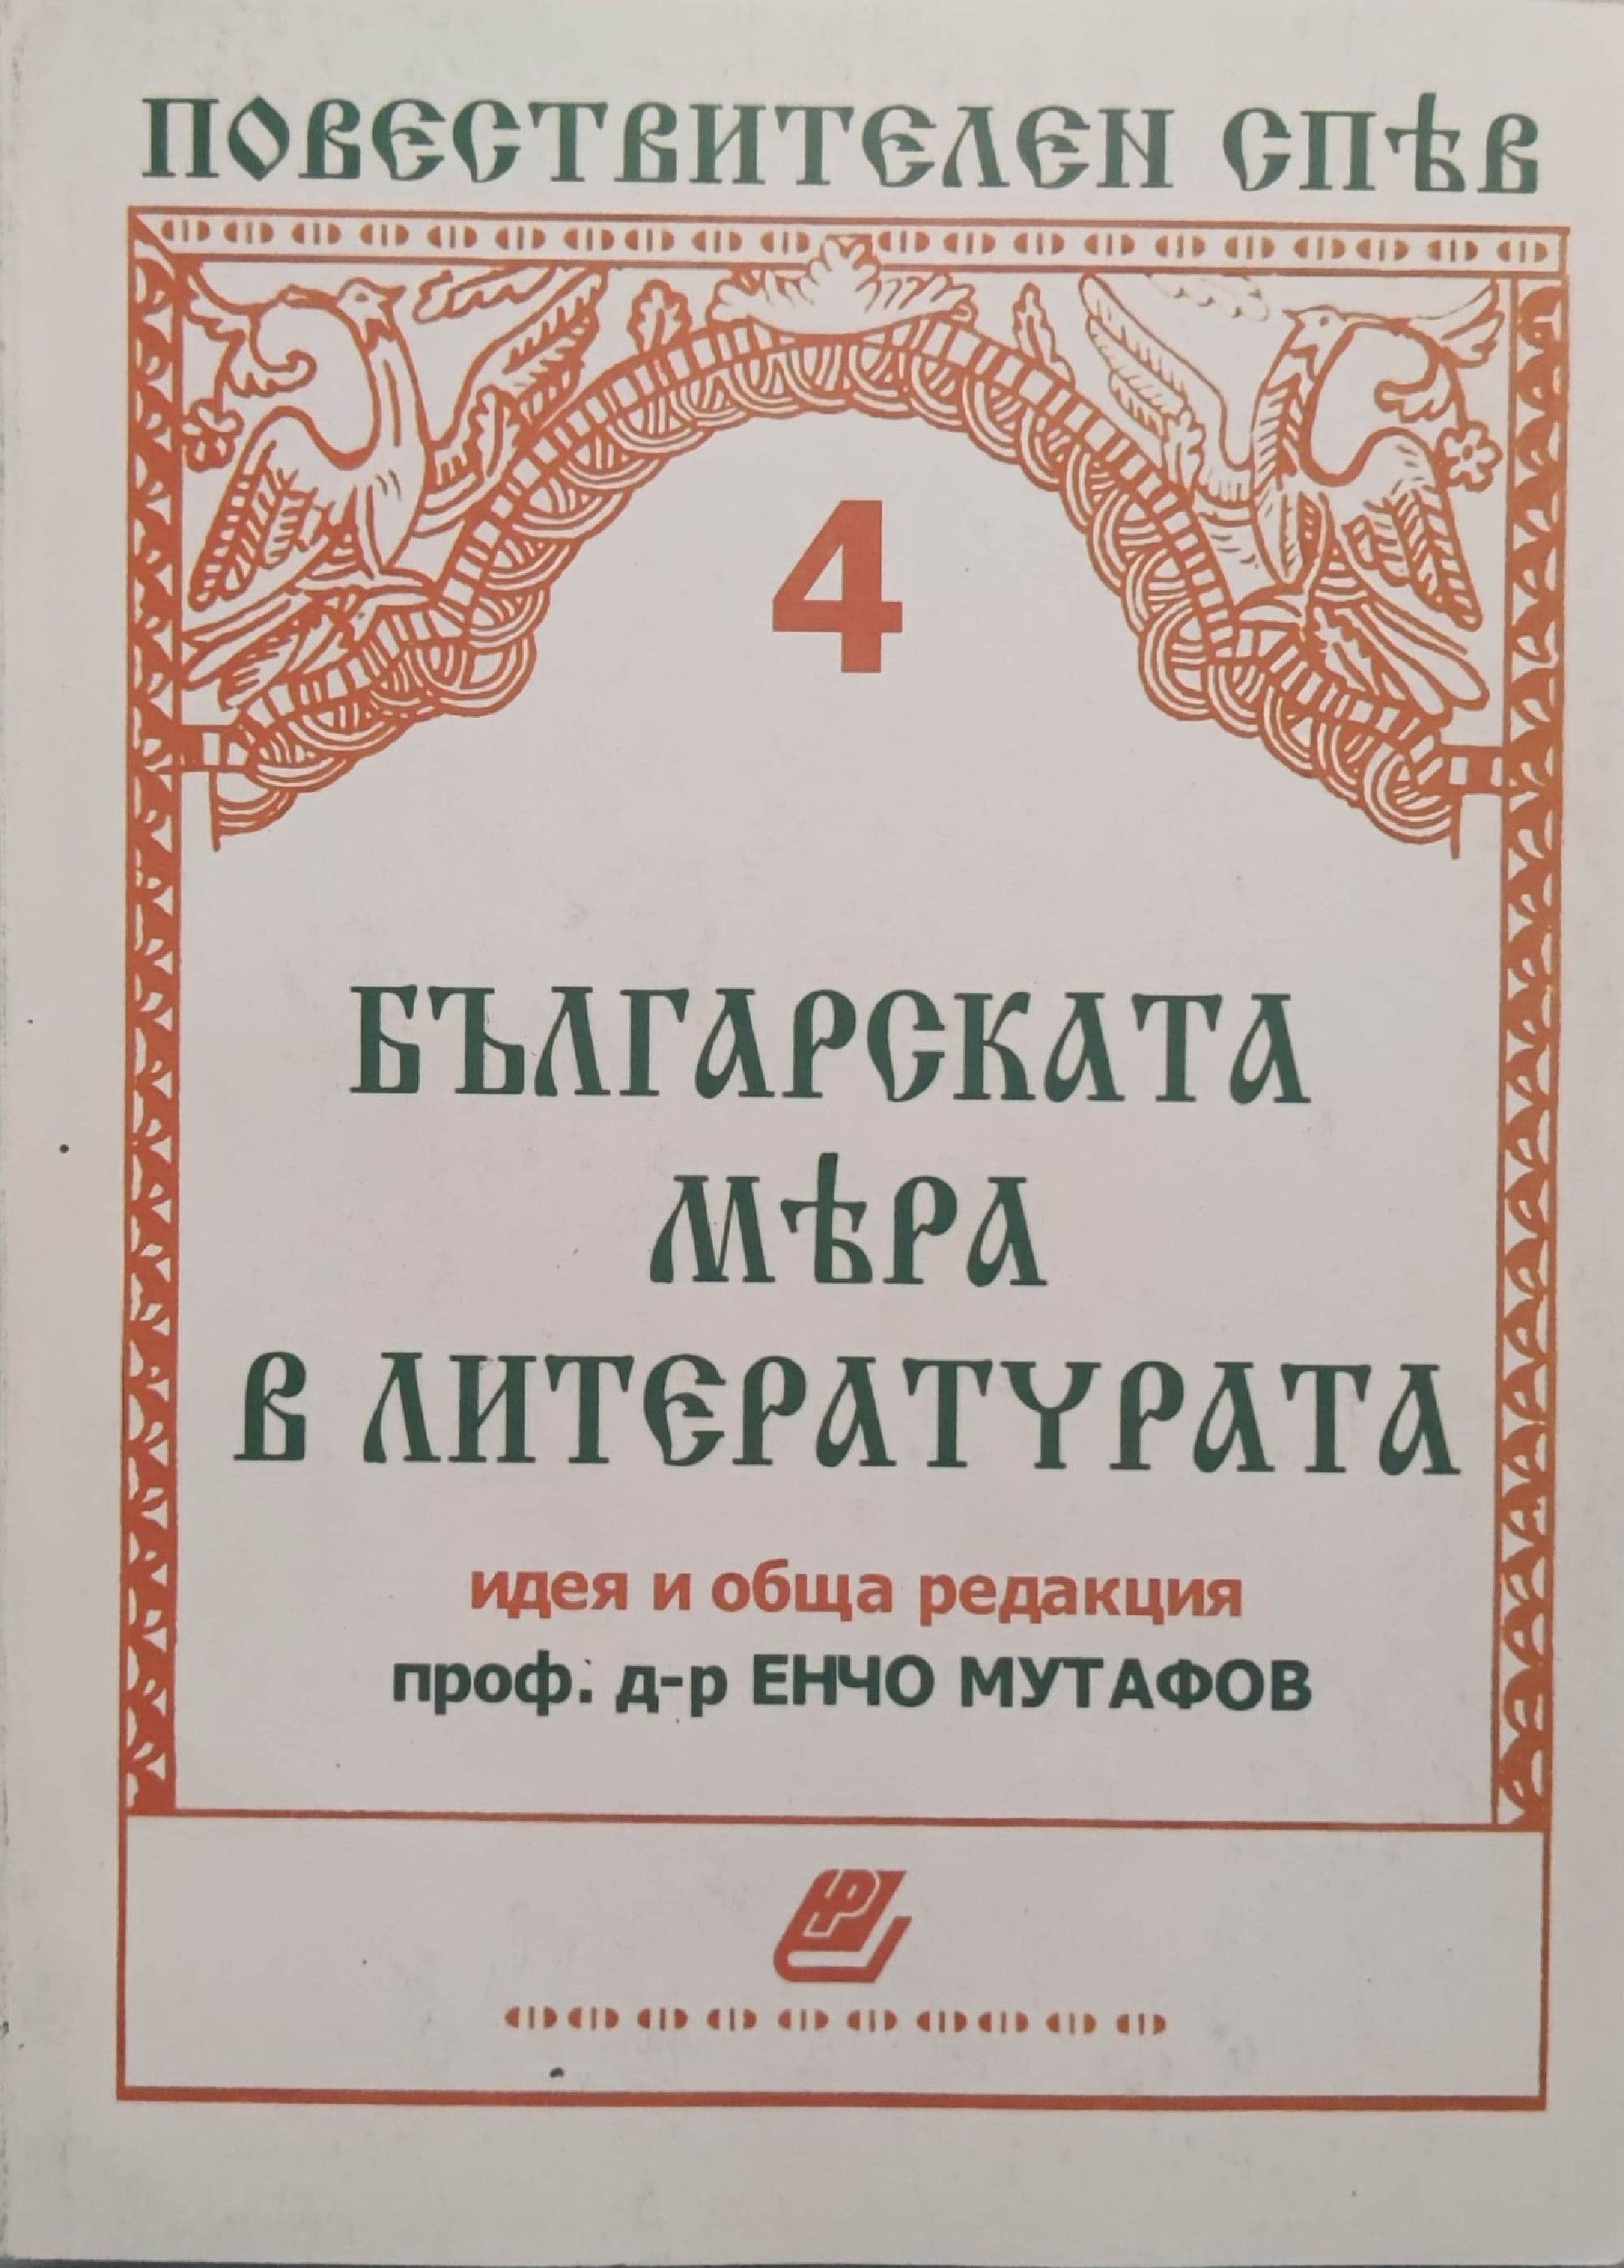 ПОВЕСТВИТЕЛЕН СПѢВ
4
БЪЛГАРСКАТА
МѢРА
В ЛИТЕРАТУРАТА
идея и обща редакция
проф. д-р ЕНЧО МУТАФОВ